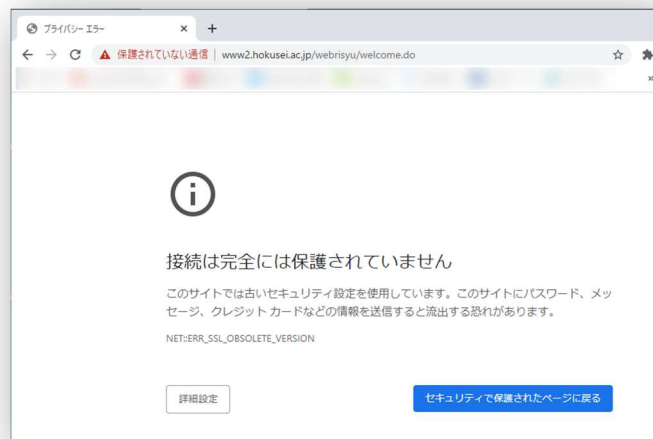 プライバシー エラー
保護されていない通信 | www2.hokusei.ac.jp/webrisyu/welcome.do
接続は完全には保護されていません
このサイトでは古いセキュリティ設定を使用しています。このサイトにパスワード、メッ
セージ、クレジット カードなどの情報を送信すると流出する恐れがあります。
NET::ERR_SSL_OBSOLETE_VERSION
詳細設定
セキュリティで保護されたページに戻る